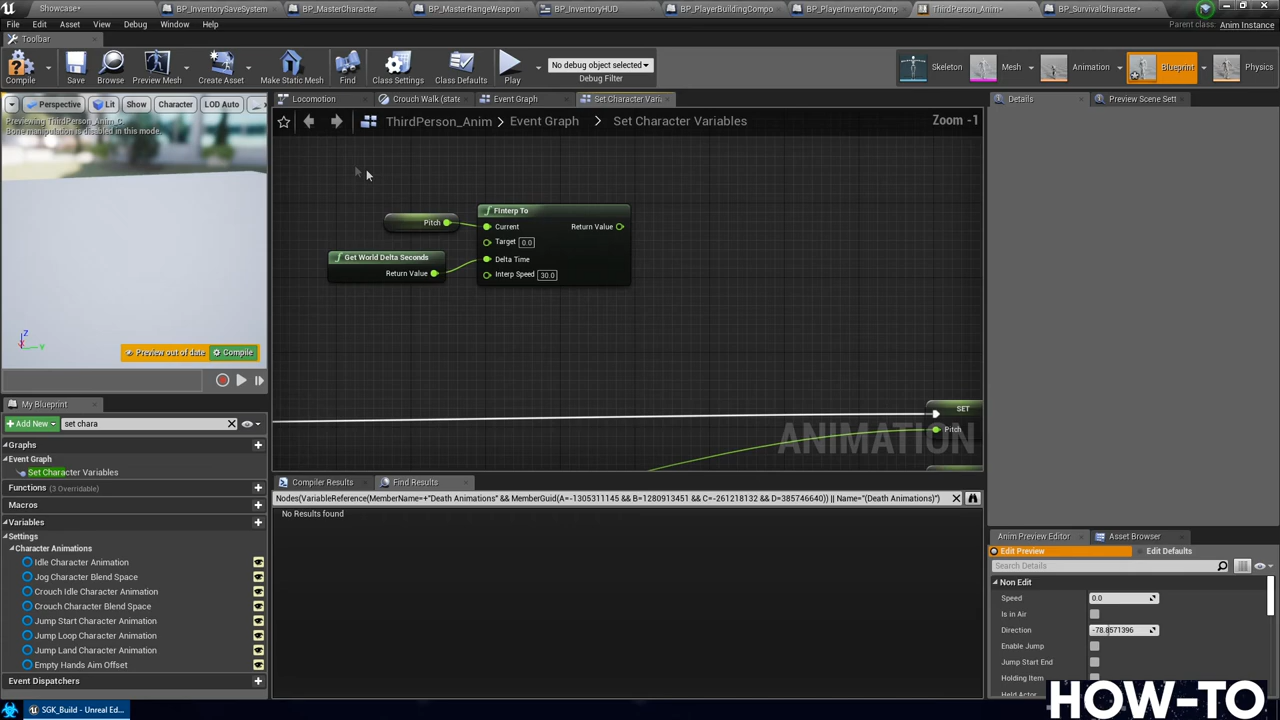 Showcase*
BP_InventorySaveSystem
BP_MasterCharacter
BP_MasterRangeWeapon
BP_InventoryHUD
BP_PlayerBuildingCompo
BP_PlayerInventoryComp
ThirdPerson_Anim*
BP_SurvivalCharacter*
File Edit Asset View Debug Window Help
Parent class: Anim Instance
Toolbar
Compile
Save
Browse
Preview Mesh
Create Asset
Make Static Mesh
Find
Class Settings
Class Defaults
Play
No debug object selected
Debug Filter
Skeleton
Mesh
Animation
Blueprint
Physics
Perspective Lit Show Character LOD Auto
Previewing ThirdPerson_Anim_C.
Bone manipulation is disabled in this mode.
Z
X
Y
Preview out of date Compile
Locomotion
Crouch Walk (state
Event Graph
Set Character Varia
ThirdPerson_Anim > Event Graph > Set Character Variables
Zoom -1
Pitch
Get World Delta Seconds
Return Value
FInterp To
Current
Return Value
Target 0.0
Delta Time
Interp Speed 30.0
SET
Pitch
ANIMATION
Details
Preview Scene Sett
My Blueprint
Add New
set chara
Graphs
Event Graph
Set Character Variables
Functions (3 Overridable)
Macros
Variables
Settings
Character Animations
Idle Character Animation
Jog Character Blend Space
Crouch Idle Character Animation
Crouch Character Blend Space
Jump Start Character Animation
Jump Loop Character Animation
Jump Land Character Animation
Empty Hands Aim Offset
Event Dispatchers
Compiler Results
Find Results
Nodes(VariableReference(MemberName=+"Death Animations" && MemberGuid(A=-1305311145 && B=1280913451 && C=-261218132 && D=385746640)) || Name="(Death Animations)")
No Results found
Anim Preview Editor
Asset Browser
Edit Preview
Edit Defaults
Search Details
Non Edit
Speed 0.0
Is in Air
Direction -78.8571396
Enable Jump
Jump Start End
Holding Item
Held Actor
SGK_Build - Unreal Ed...
HOW-TO